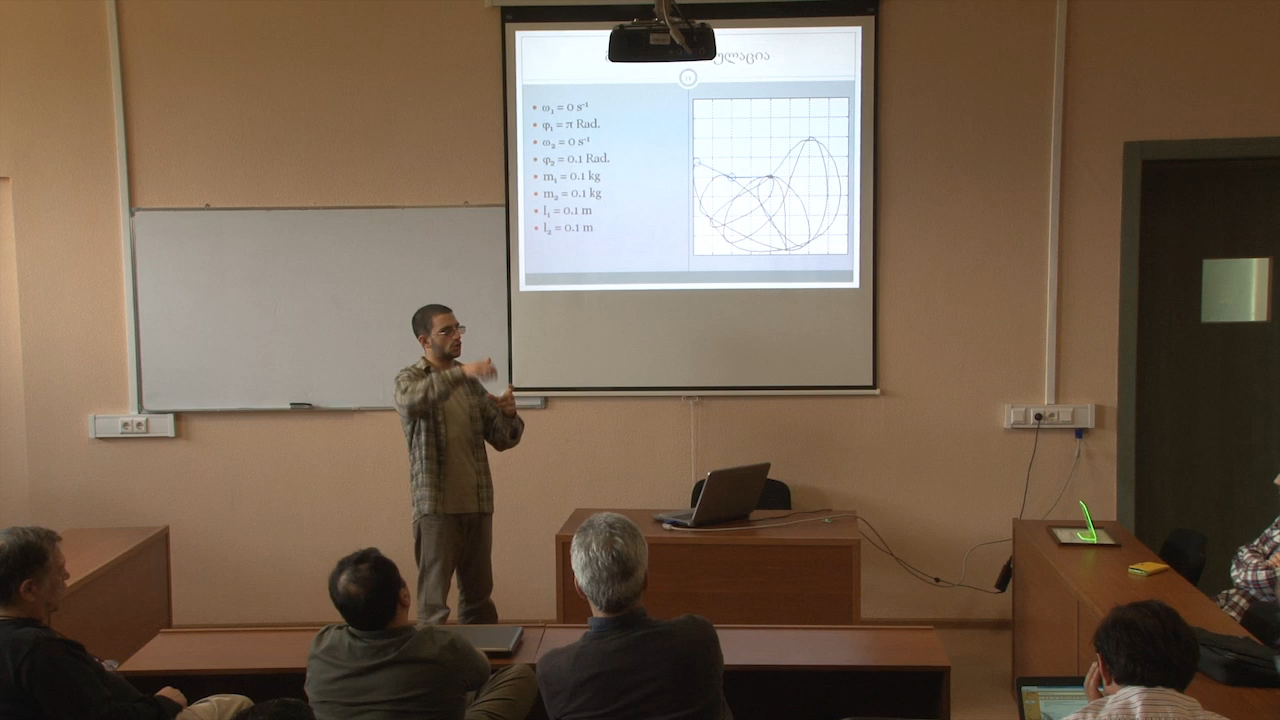 ω₁ = 0 s⁻¹
φ₁ = π Rad.
ω₂ = 0 s⁻¹
φ₂ = 0.1 Rad.
m₁ = 0.1 kg
m₂ = 0.1 kg
l₁ = 0.1 m
l₂ = 0.1 m